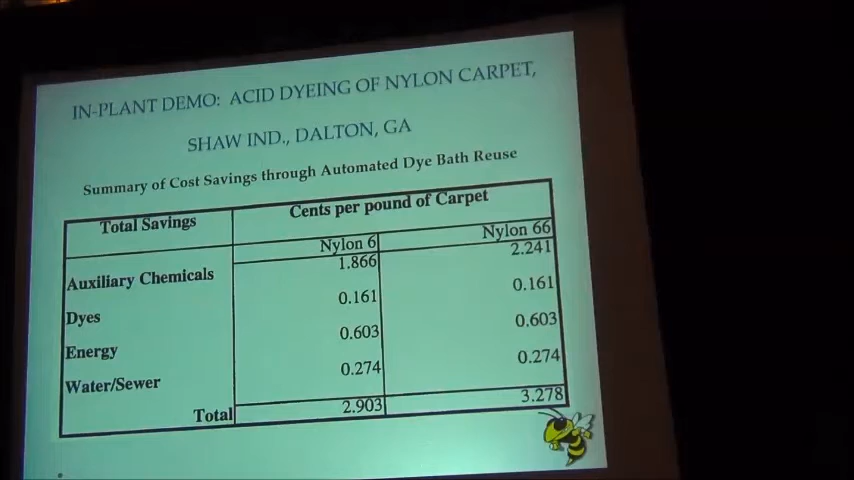 IN-PLANT DEMO: ACID DYEING OF NYLON CARPET,
SHAW IND., DALTON, GA
Summary of Cost Savings through Automated Dye Bath Reuse
Total Savings Cents per pound of Carpet
Nylon 6 Nylon 66
Auxiliary Chemicals 1.866 2.241
Dyes 0.161 0.161
Energy 0.603 0.603
Water/Sewer 0.274 0.274
Total 2.903 3.278